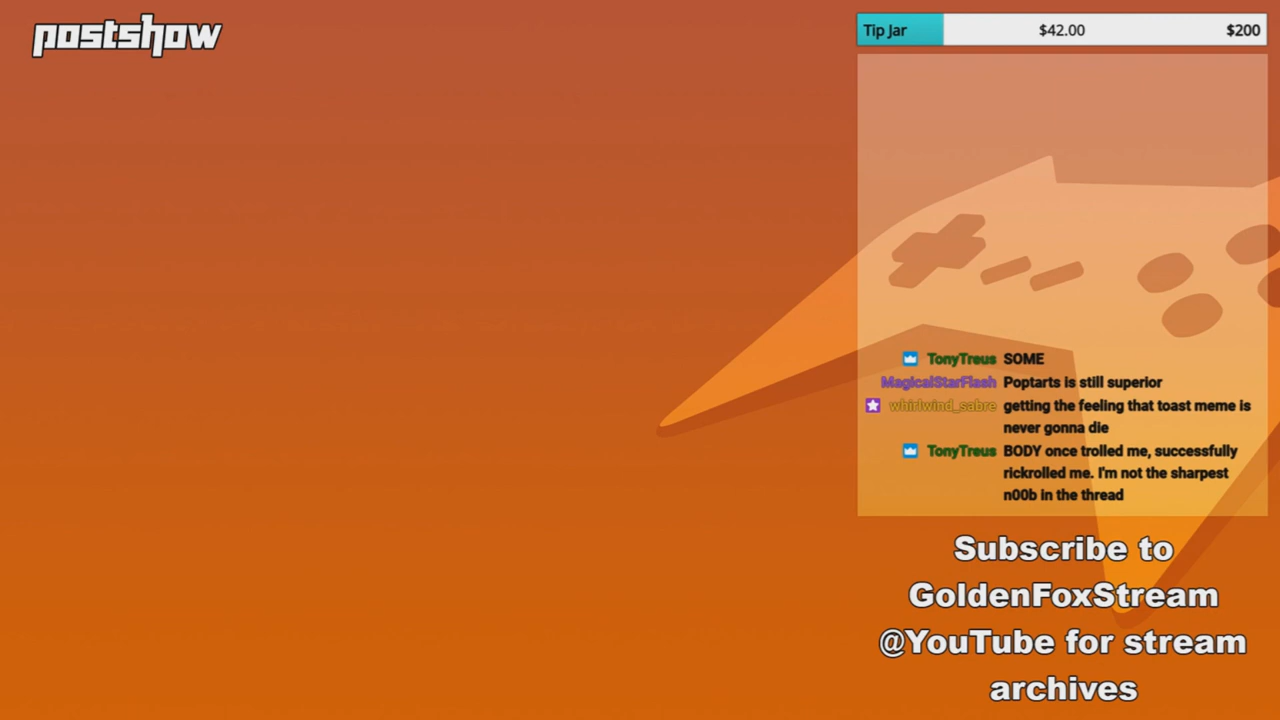 postshow
Tip Jar $42.00 $200
TonyTreus SOME
MagicalStarFlash Poptarts is still superior
whirlwind_sabre getting the feeling that toast meme is
never gonna die
TonyTreus BODY once trolled me, successfully
rickrolled me. I'm not the sharpest
n00b in the thread
Subscribe to
GoldenFoxStream
@YouTube for stream
archives